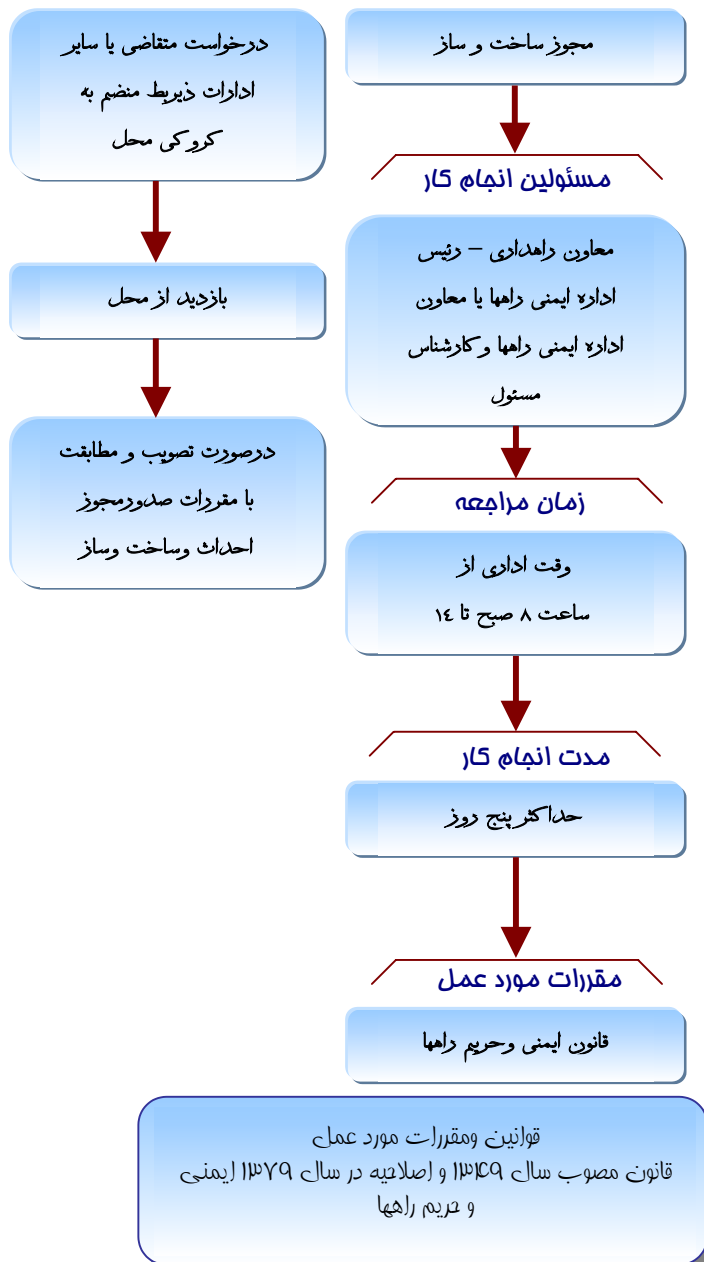 مجوز ساخت و ساز
مسئولین انجام کار
معاون راهداری – رئیس
اداره ایمنی راهها یا معاون
اداره ایمنی راهها و کارشناس
مسئول
زمان مراجعه
وقت اداری از
ساعت ۸ صبح تا ۱۴
مدت انجام کار
حداکثر پنج روز
مقررات مورد عمل
قانون ایمنی وحریم راهها
درخواست متقاضی یا سایر
ادارات ذیربط منضم به
کروکی محل
بازدید از محل
درصورت تصویب و مطابقت
با مقررات صدورمجوز
احداث وساخت وساز
قوانین ومقررات مورد عمل
قانون مصوب سال ۱۳۴۹ و اصلاحیه در سال ۱۳۷۹ ایمنی
و حریم راهها